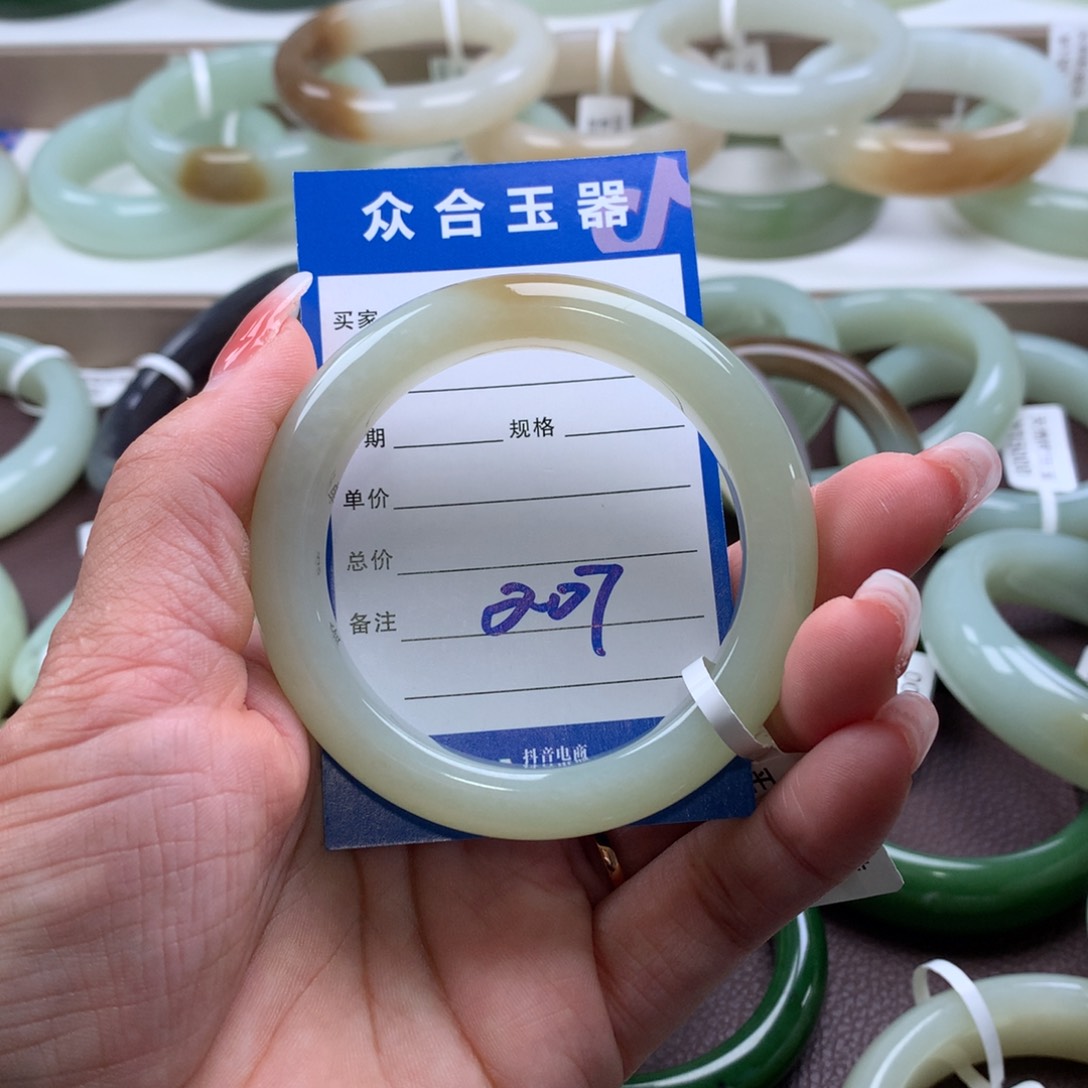 众合玉器
买家
期 规格
单价
总价
备注 207
抖音电商